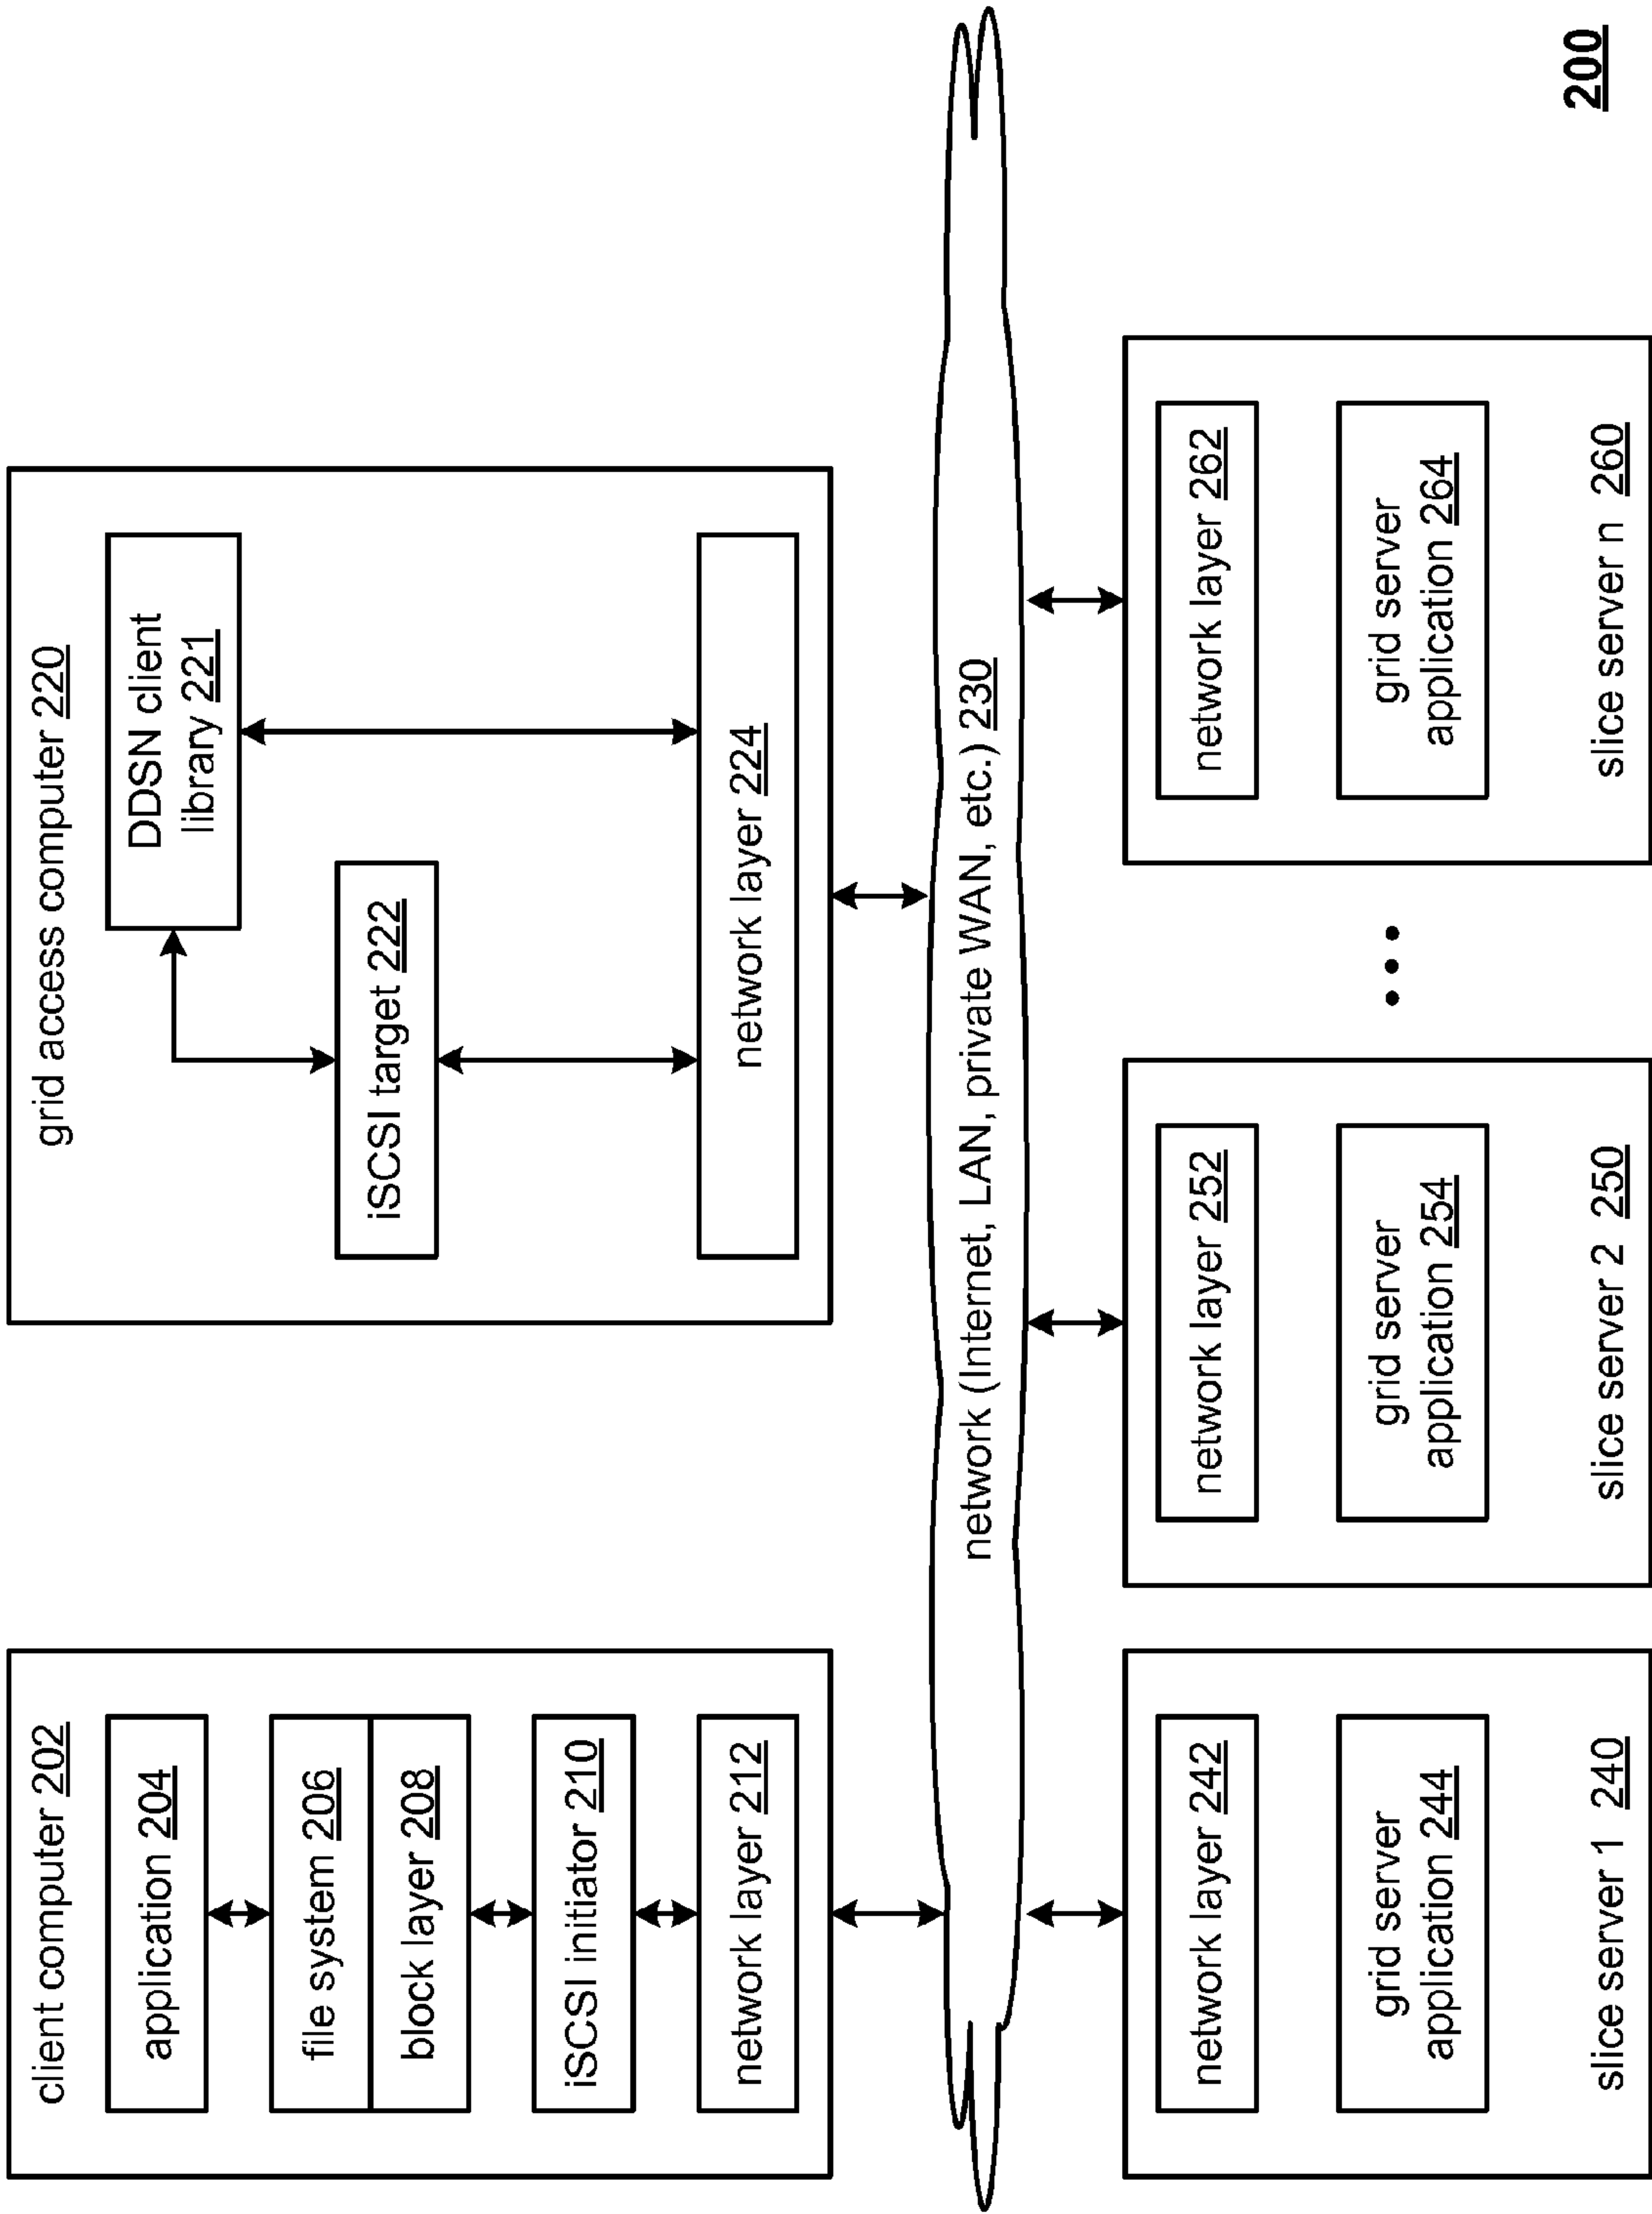 client computer 202
application 204
file system 206
block layer 208
iSCSI initiator 210
network layer 212
grid access computer 220
DDSN client
library 221
iSCSI target 222
network layer 224
network (Internet, LAN, private WAN, etc.) 230
network layer 242
grid server
application 244
slice server 1 240
network layer 252
grid server
application 254
slice server 2 250
network layer 262
grid server
application 264
slice server n 260
200